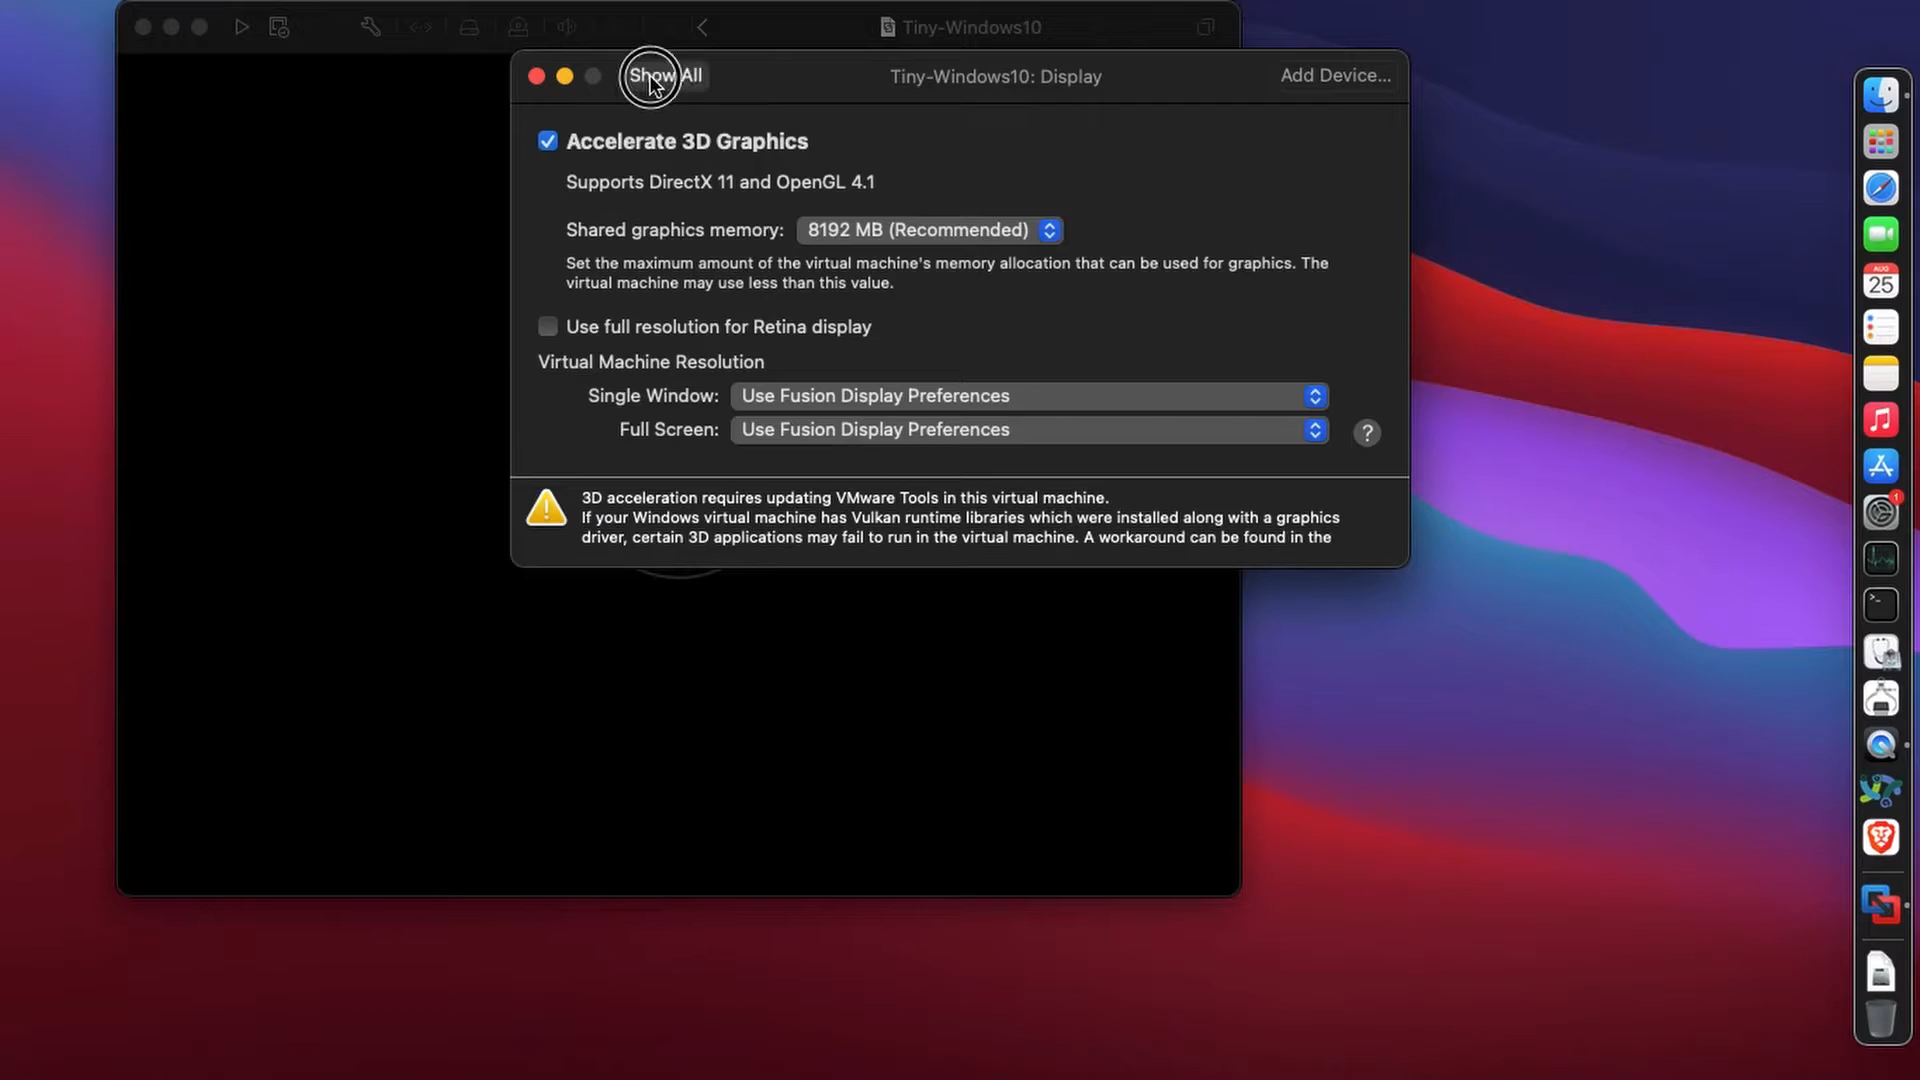 Tiny-Windows10
Show All
Tiny-Windows10: Display
Add Device...
Accelerate 3D Graphics
Supports DirectX 11 and OpenGL 4.1
Shared graphics memory: 8192 MB (Recommended)
Set the maximum amount of the virtual machine's memory allocation that can be used for graphics. The
virtual machine may use less than this value.
Use full resolution for Retina display
Virtual Machine Resolution
Single Window: Use Fusion Display Preferences
Full Screen: Use Fusion Display Preferences
?
3D acceleration requires updating VMware Tools in this virtual machine.
If your Windows virtual machine has Vulkan runtime libraries which were installed along with a graphics
driver, certain 3D applications may fail to run in the virtual machine. A workaround can be found in the
AUG
25
1